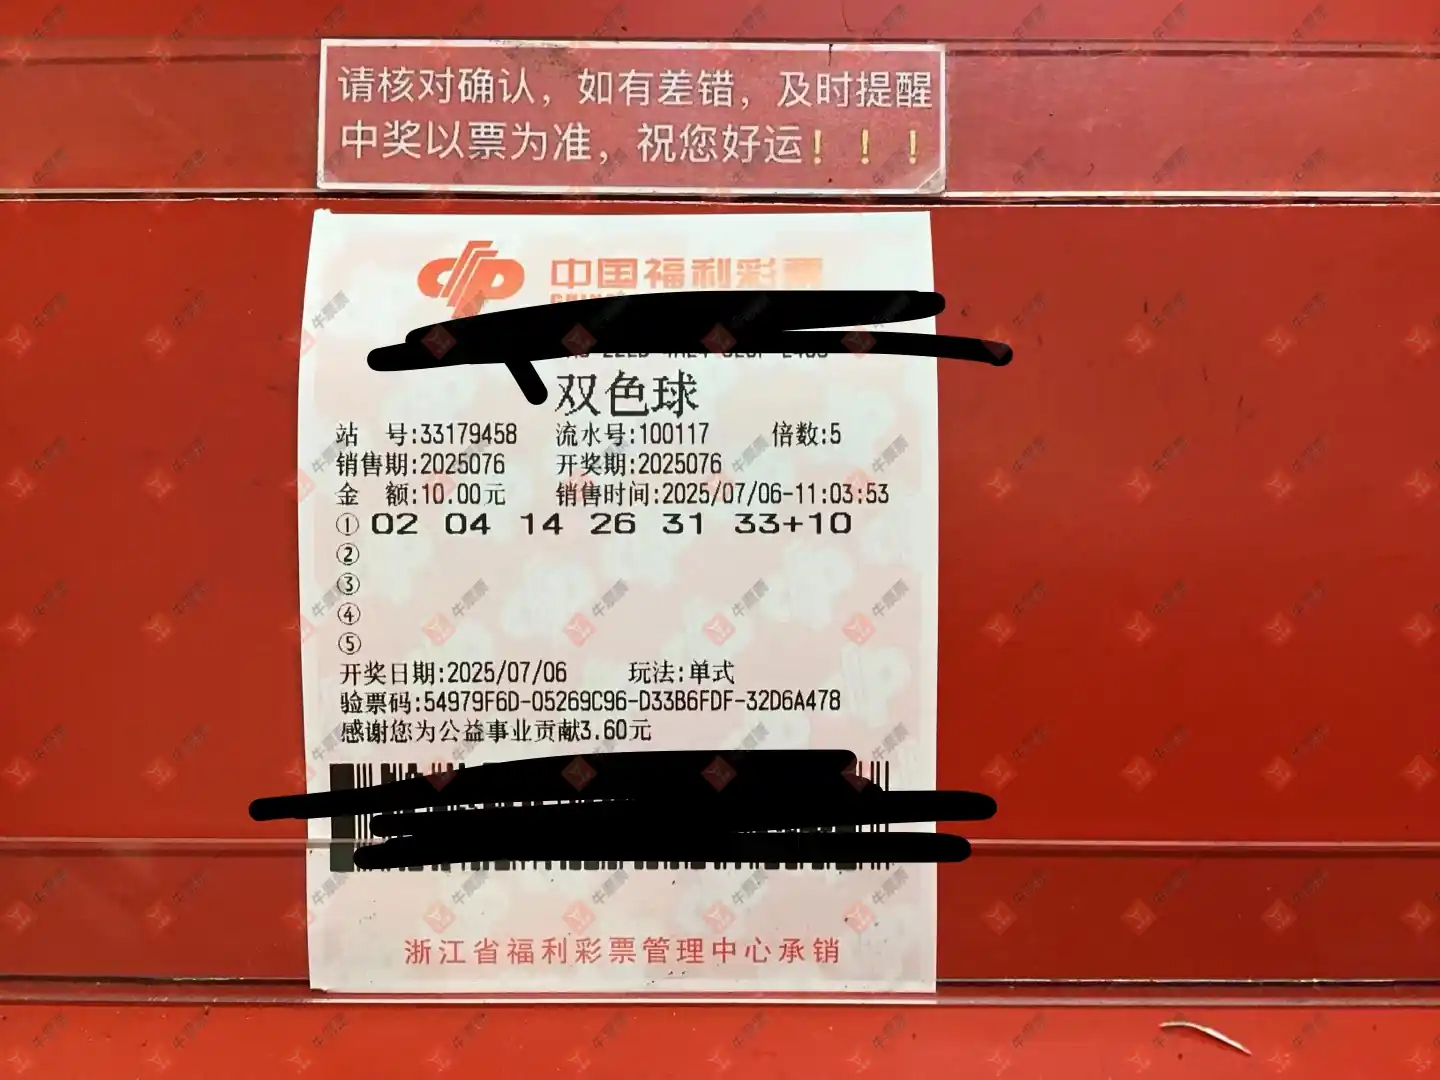 请核对确认，如有差错，及时提醒
中奖以票为准，祝您好运！！！
中国福利彩票
双色球
站 号:33179458 流水号:100117 倍数:5
销售期:2025076 开奖期:2025076
金 额:10.00元 销售时间:2025/07/06-11:03:53
① 02 04 14 26 31 33+10
②
③
④
⑤
开奖日期:2025/07/06 玩法:单式
验票码:54979F6D-05269C96-D33B6FDF-32D6A478
感谢您为公益事业贡献3.60元
浙江省福利彩票管理中心承销
牛票票